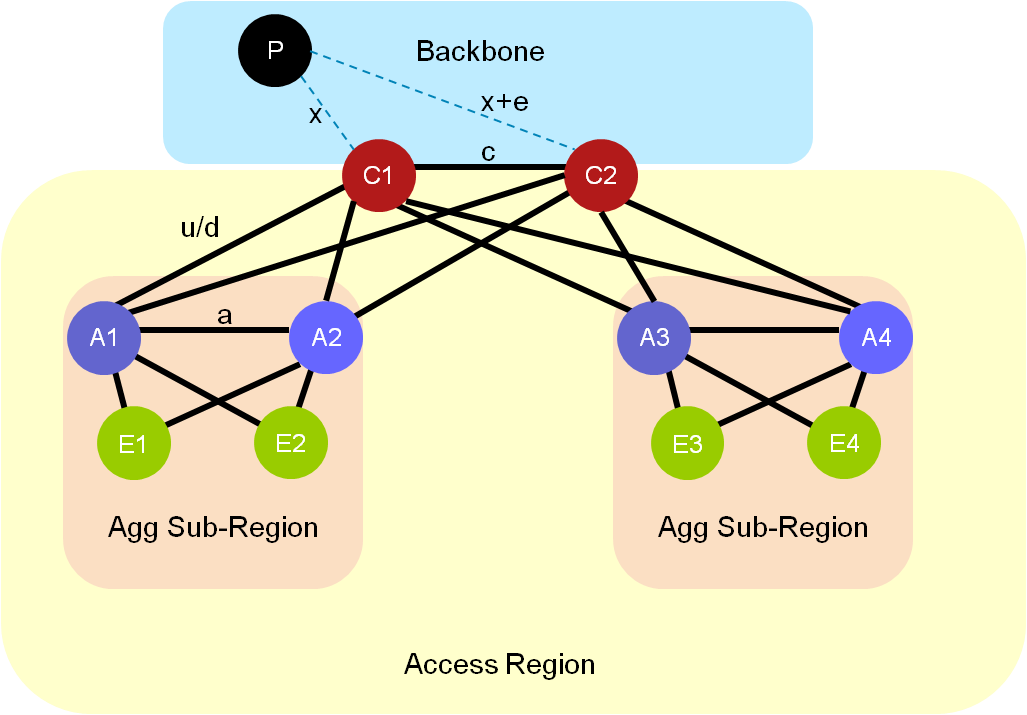 P
Backbone
x
x+e
c
C1
C2
u/d
a
A1
A2
A3
A4
E1
E2
E3
E4
Agg Sub-Region
Agg Sub-Region
Access Region